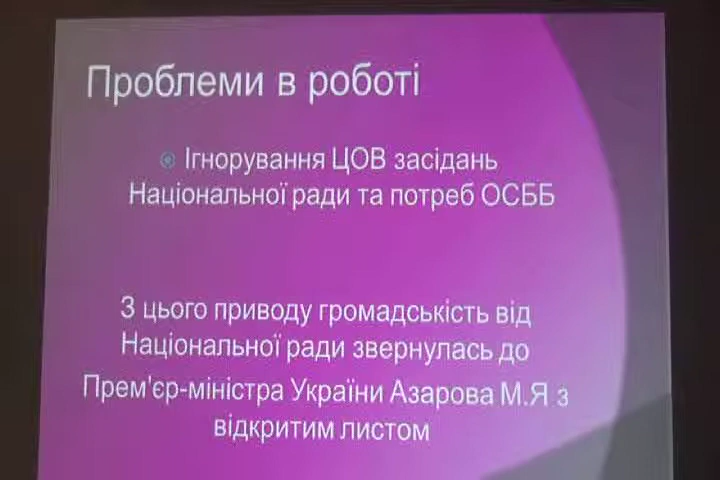 Проблеми в роботі
Ігнорування ЦОВ засідань
Національної ради та потреб ОСББ
З цього приводу громадськість від
Національної ради звернулась до
Прем'єр-міністра України Азарова М.Я з
відкритим листом